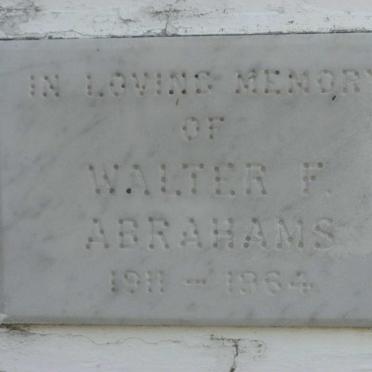 IN LOVING MEMORY
OF
WALTER F.
ABRAHAMS
1911 - 1964